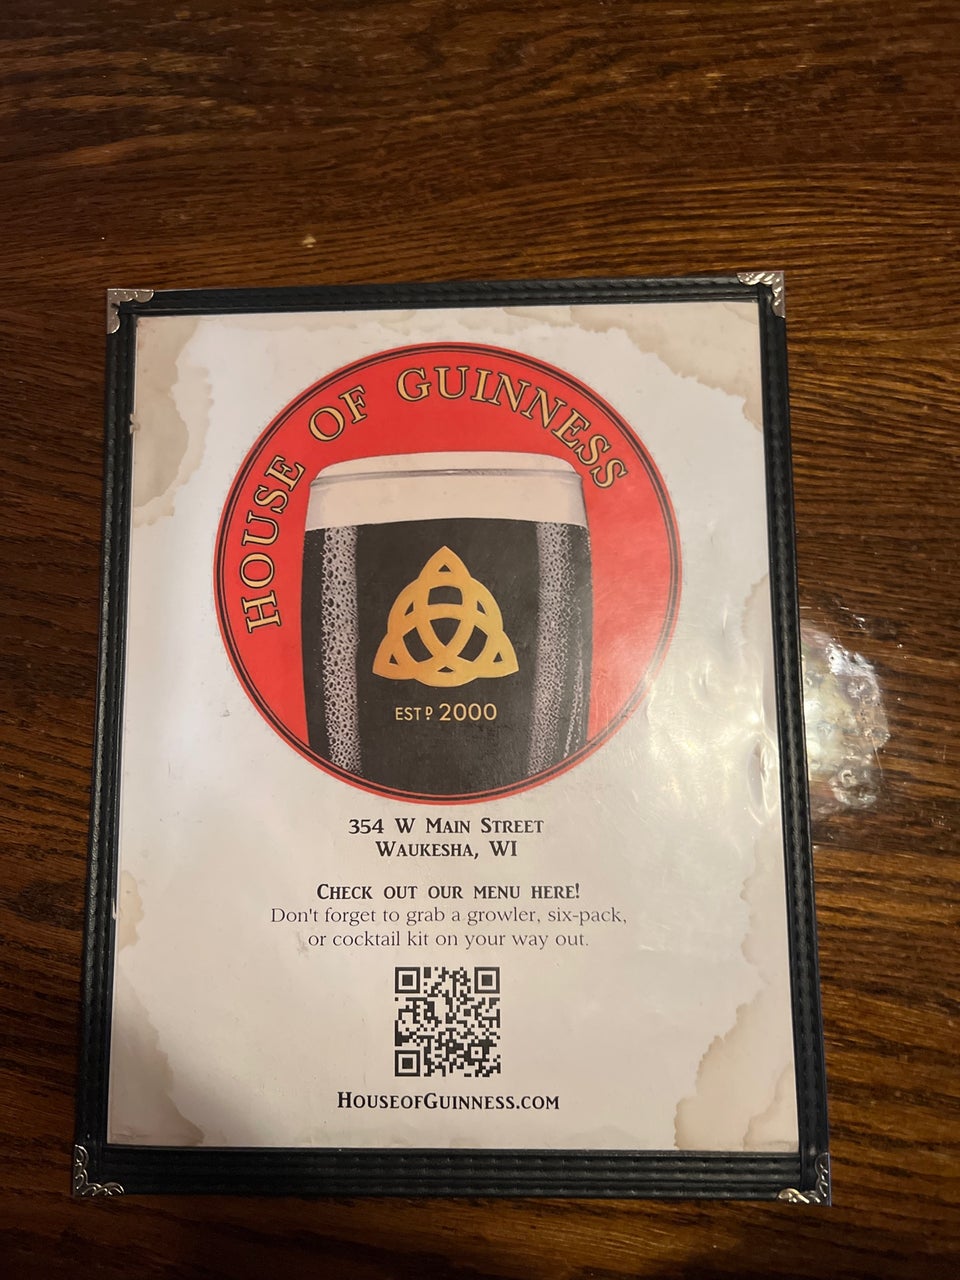 HOUSE OF GUINNESS
ESTD 2000
354 W Main Street
Waukesha, WI
Check out our menu here!
Don't forget to grab a growler, six-pack,
or cocktail kit on your way out.
HouseofGuinness.com